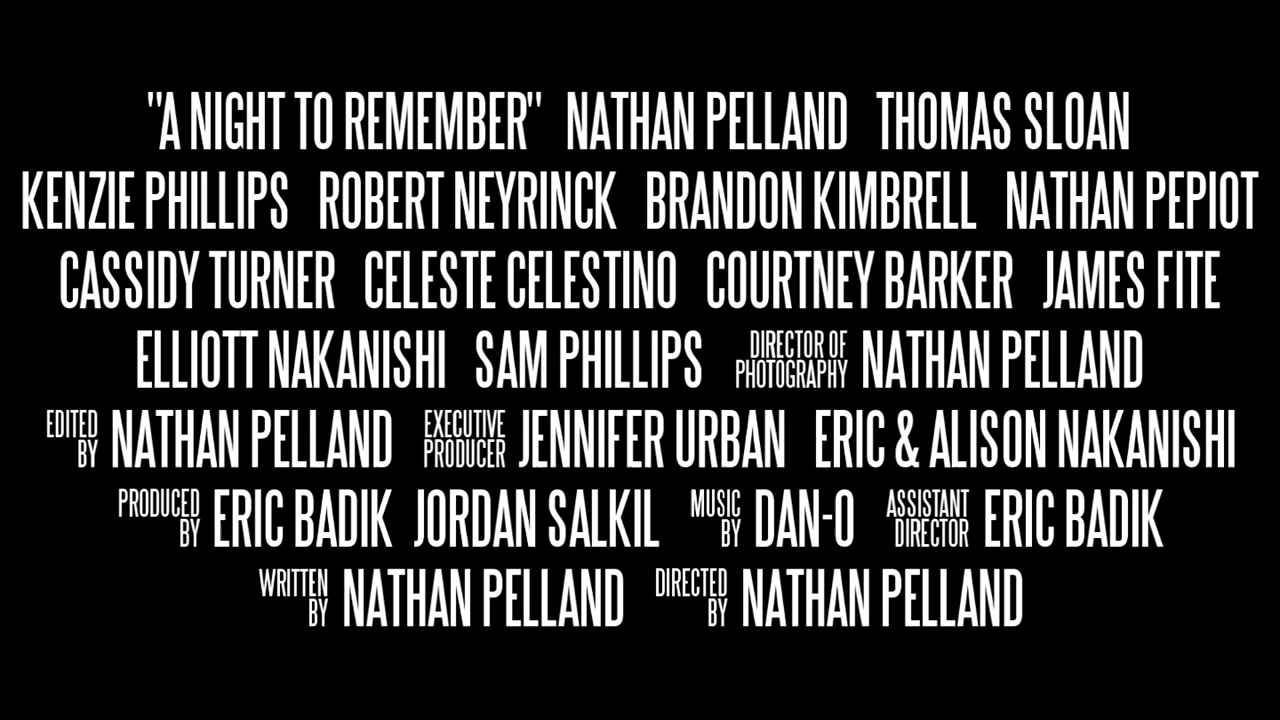 "A NIGHT TO REMEMBER" NATHAN PELLAND THOMAS SLOAN
KENZIE PHILLIPS ROBERT NEYRINCK BRANDON KIMBRELL NATHAN PEPIOT
CASSIDY TURNER CELESTE CELESTINO COURTNEY BARKER JAMES FITE
ELLIOTT NAKANISHI SAM PHILLIPS DIRECTOR OF PHOTOGRAPHY NATHAN PELLAND
EDITED BY NATHAN PELLAND EXECUTIVE PRODUCER JENNIFER URBAN ERIC & ALISON NAKANISHI
PRODUCED BY ERIC BADIK JORDAN SALKIL MUSIC BY DAN-O ASSISTANT DIRECTOR ERIC BADIK
WRITTEN BY NATHAN PELLAND DIRECTED BY NATHAN PELLAND